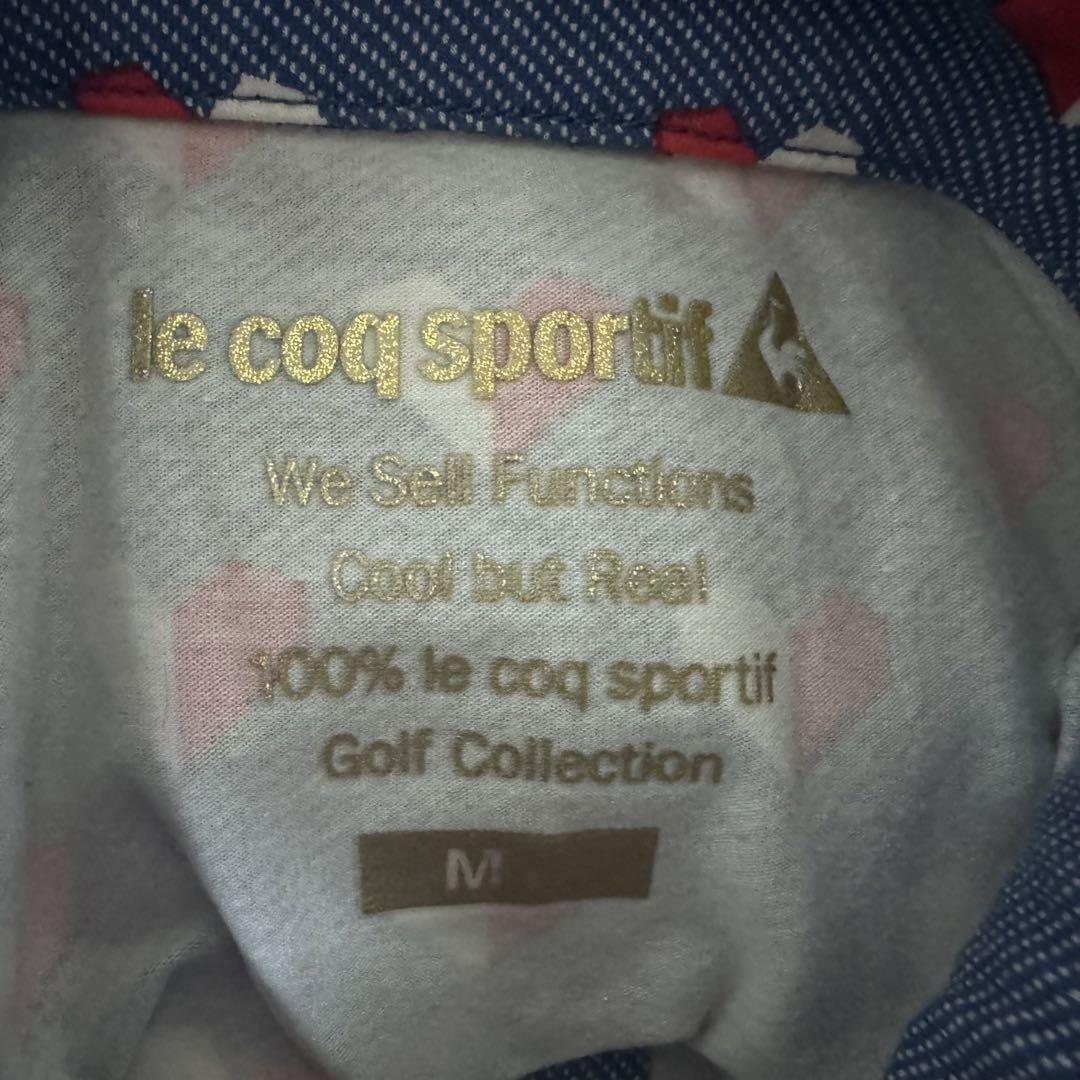 le coq sportif
We Sell Functions
Cool but Real
100% le coq sportif
Golf Collection
M